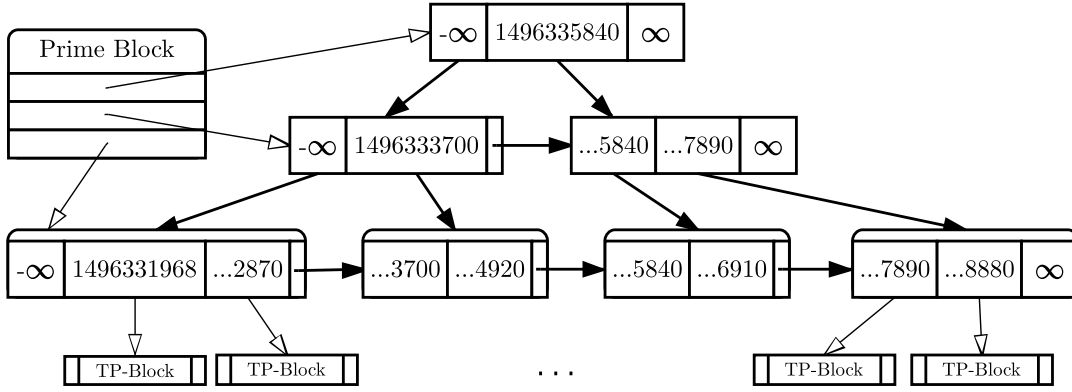 -∞ 1496335840 ∞
Prime Block
-∞ 1496333700
...5840 ...7890 ∞
-∞ 1496331968 ...2870
...3700 ...4920
...5840 ...6910
...7890 ...8880 ∞
TP-Block
TP-Block
...
TP-Block
TP-Block